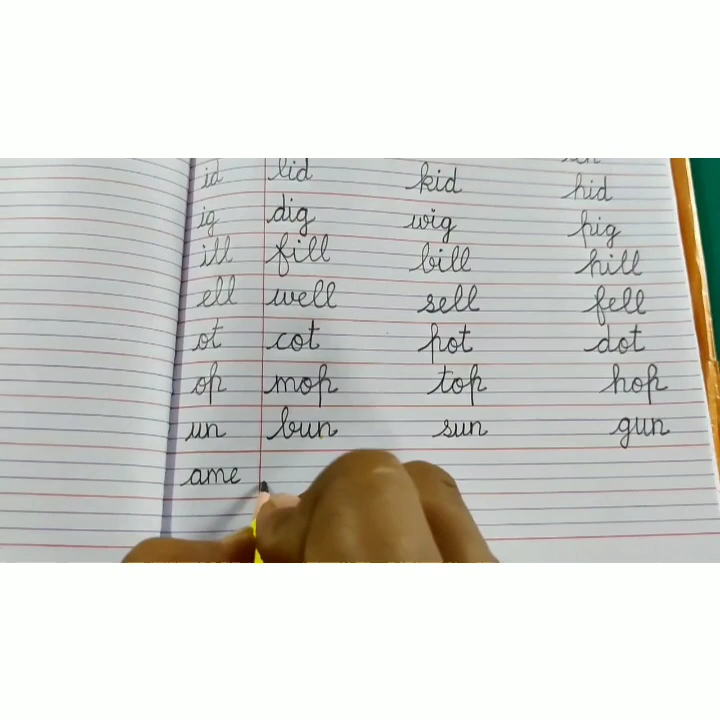 id lid kid hid
ig dig wig pig
ill fill bill hill
ell well sell fell
ot cot pot dot
op mop top hop
un bun sun gun
ame